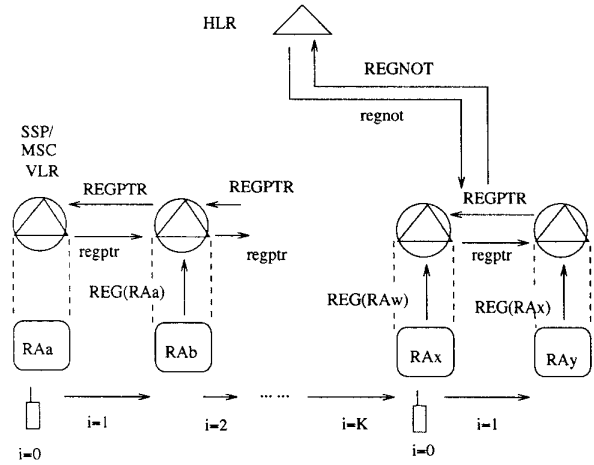 HLR
REGNOT
regnot
SSP/
MSC
VLR
REGPTR
REGPTR
REGPTR
regptr
regptr
regptr
REG(RAa)
REG(RAw)
REG(RAx)
RAa
RAb
RAx
RAy
i=0
i=1
i=2
... ...
i=K
i=0
i=1